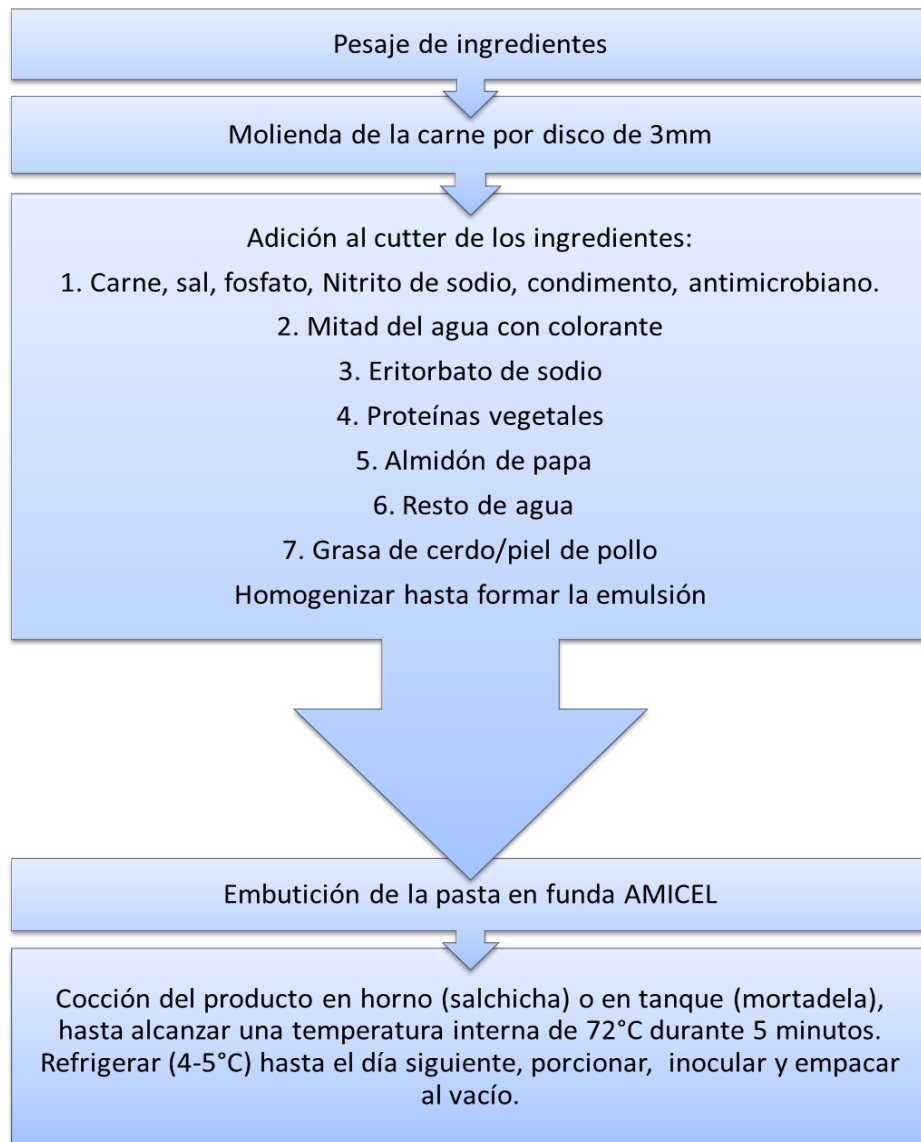 Pesaje de ingredientes
Molienda de la carne por disco de 3mm
Adición al cutter de los ingredientes:
1. Carne, sal, fosfato, Nitrito de sodio, condimento, antimicrobiano.
2. Mitad del agua con colorante
3. Eritorbato de sodio
4. Proteínas vegetales
5. Almidón de papa
6. Resto de agua
7. Grasa de cerdo/piel de pollo
Homogenizar hasta formar la emulsión
Embutición de la pasta en funda AMICEL
Cocción del producto en horno (salchicha) o en tanque (mortadela),
hasta alcanzar una temperatura interna de 72°C durante 5 minutos.
Refrigerar (4-5°C) hasta el día siguiente, porcionar, inocular y empacar
al vacío.